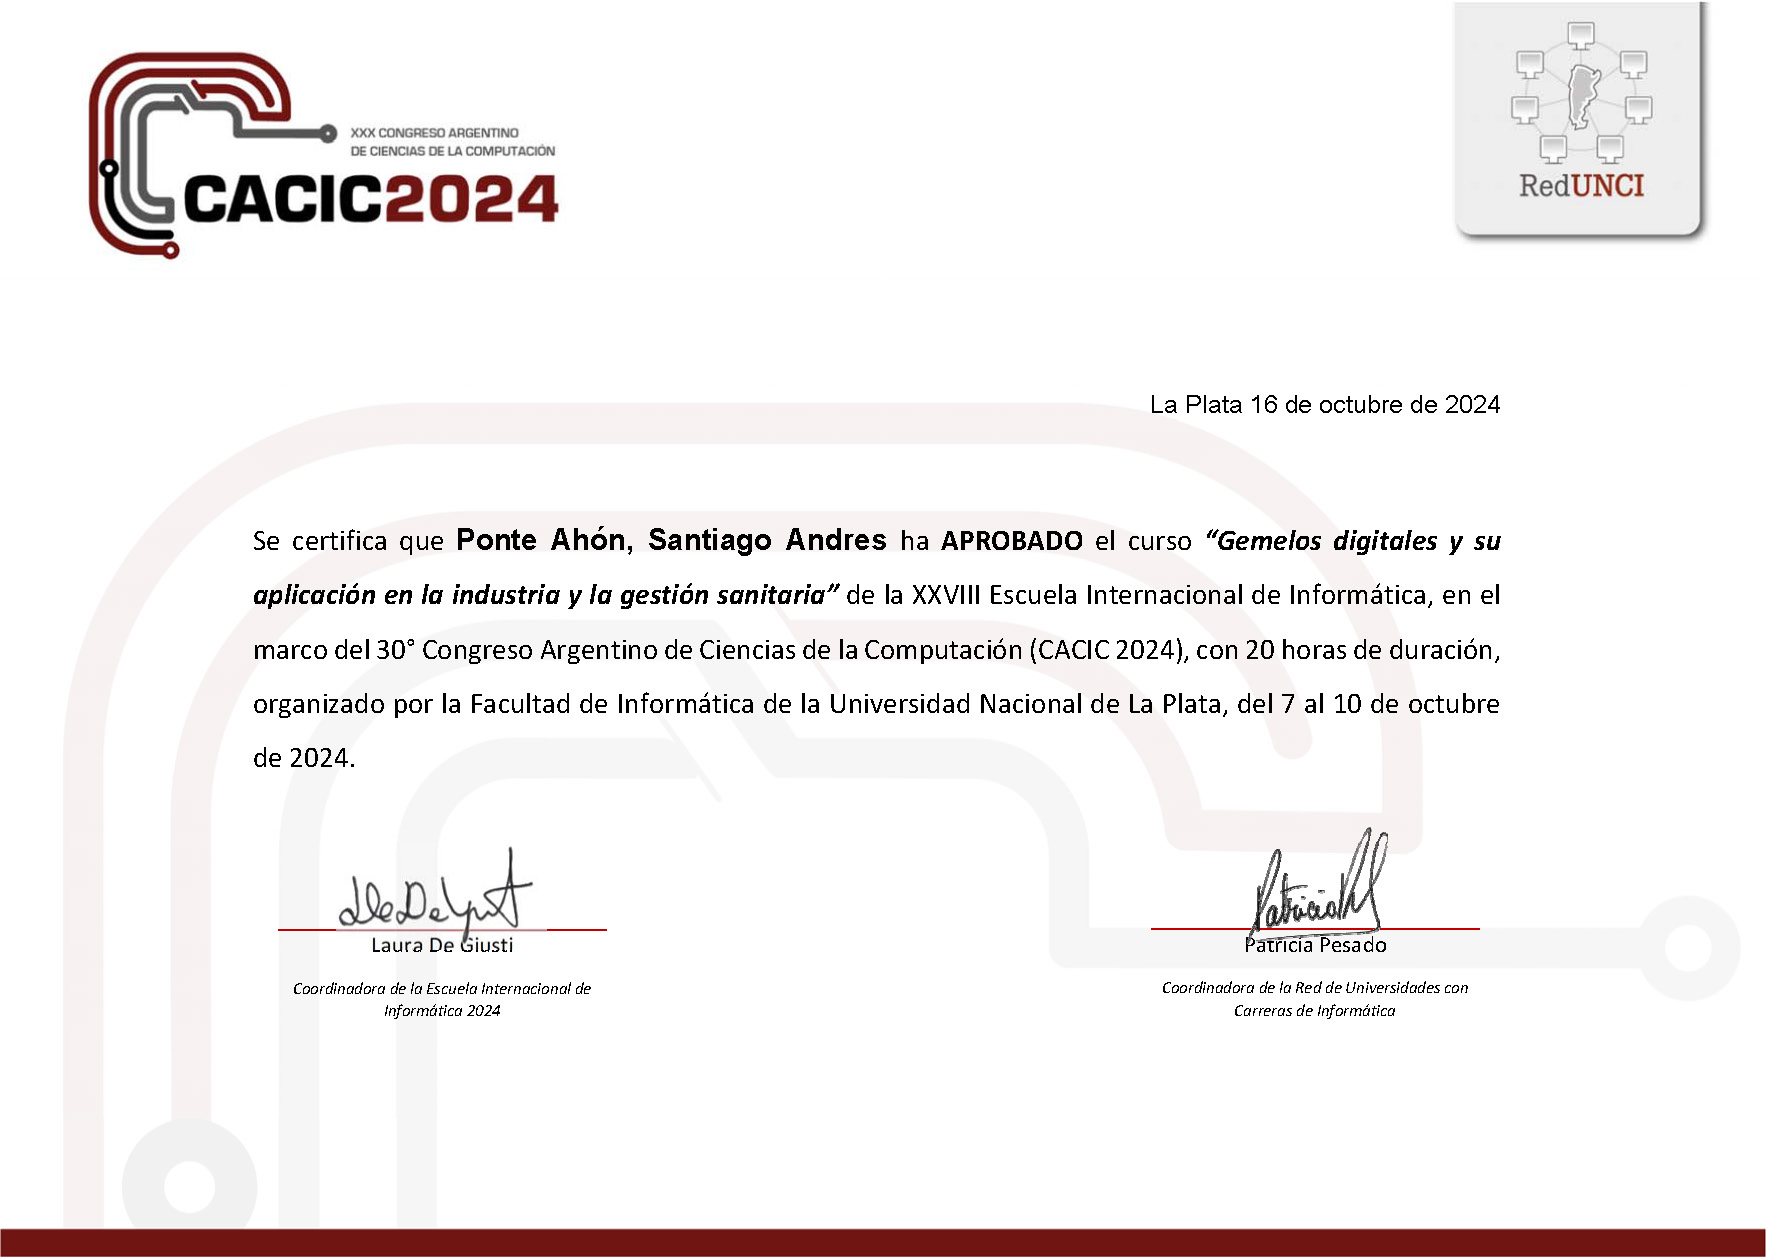 XXX CONGRESO ARGENTINO
DE CIENCIAS DE LA COMPUTACIÓN
CACIC2024
RedUNCI
La Plata 16 de octubre de 2024
Se certifica que Ponte Ahón, Santiago Andres ha APROBADO el curso “Gemelos digitales y su
aplicación en la industria y la gestión sanitaria” de la XXVIII Escuela Internacional de Informática, en el
marco del 30° Congreso Argentino de Ciencias de la Computación (CACIC 2024), con 20 horas de duración,
organizado por la Facultad de Informática de la Universidad Nacional de La Plata, del 7 al 10 de octubre
de 2024.
Laura De Giusti
Coordinadora de la Escuela Internacional de
Informática 2024
Patricia Pesado
Coordinadora de la Red de Universidades con
Carreras de Informática